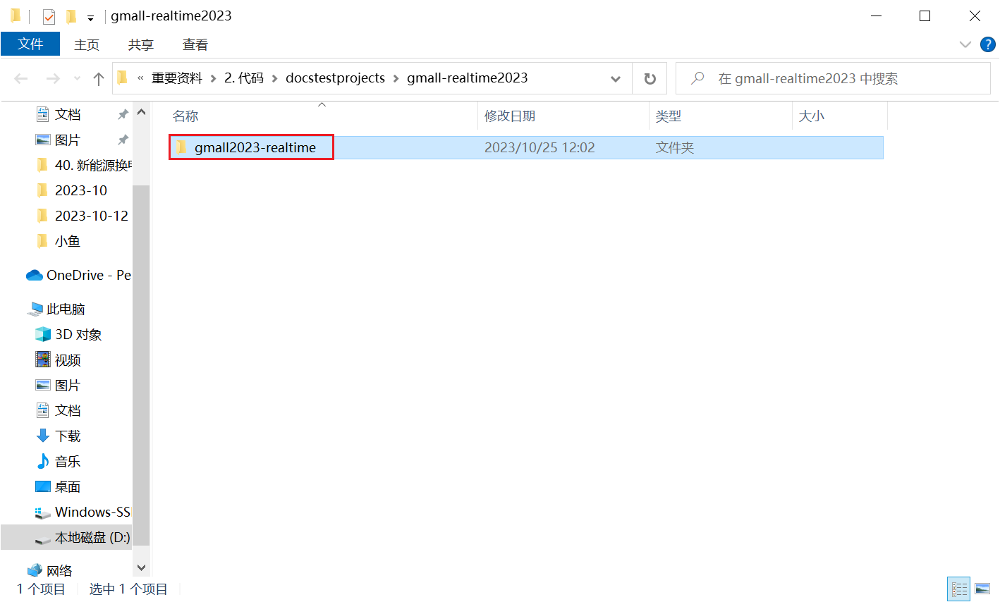 gmall-realtime2023
文件 主页 共享 查看
« 重要资料 > 2. 代码 > docstestprojects > gmall-realtime2023
在 gmall-realtime2023 中搜索
名称 修改日期 类型 大小
gmall2023-realtime 2023/10/25 12:02 文件夹
文档
图片
40. 新能源换
2023-10
2023-10-12
小鱼
OneDrive - Pe
此电脑
3D 对象
视频
图片
文档
下载
音乐
桌面
Windows-SS
本地磁盘 (D:)
网络
1 个项目 选中 1 个项目